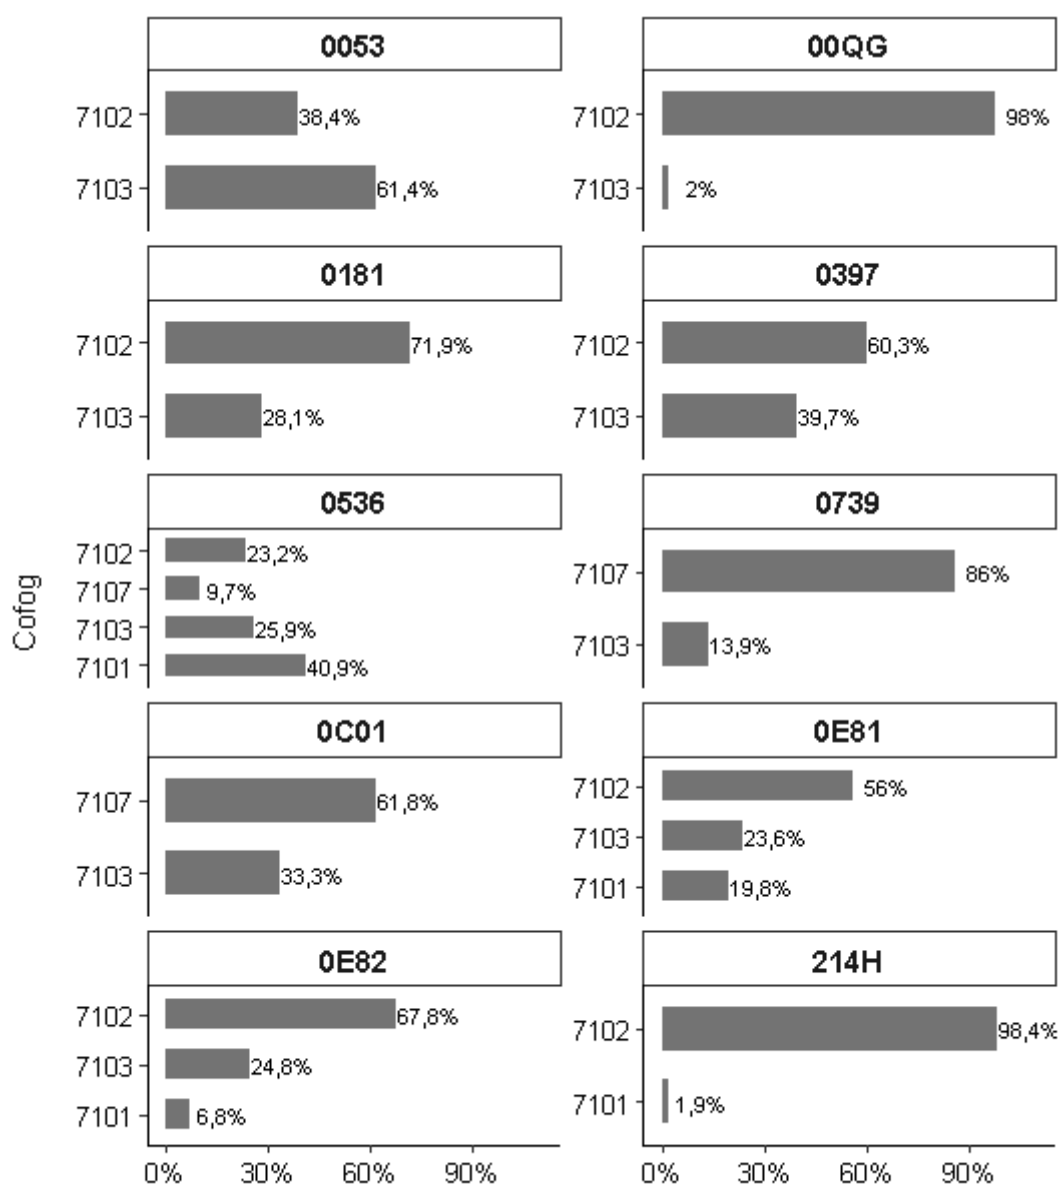 0053 00QG
7102 38,4% 7102 98%
7103 61,4% 7103 2%
0181 0397
7102 71,9% 7102 60,3%
7103 28,1% 7103 39,7%
0536 0739
7102 23,2%
7107 9,7% 7107 86%
7103 25,9% 7103 13,9%
7101 40,9%
Cofog
0C01 0E81
7107 61,8% 7102 56%
7103 33,3% 7103 23,6%
7101 19,8%
0E82 214H
7102 67,8% 7102 98,4%
7103 24,8%
7101 6,8% 7101 1,9%
0% 30% 60% 90% 0% 30% 60% 90%